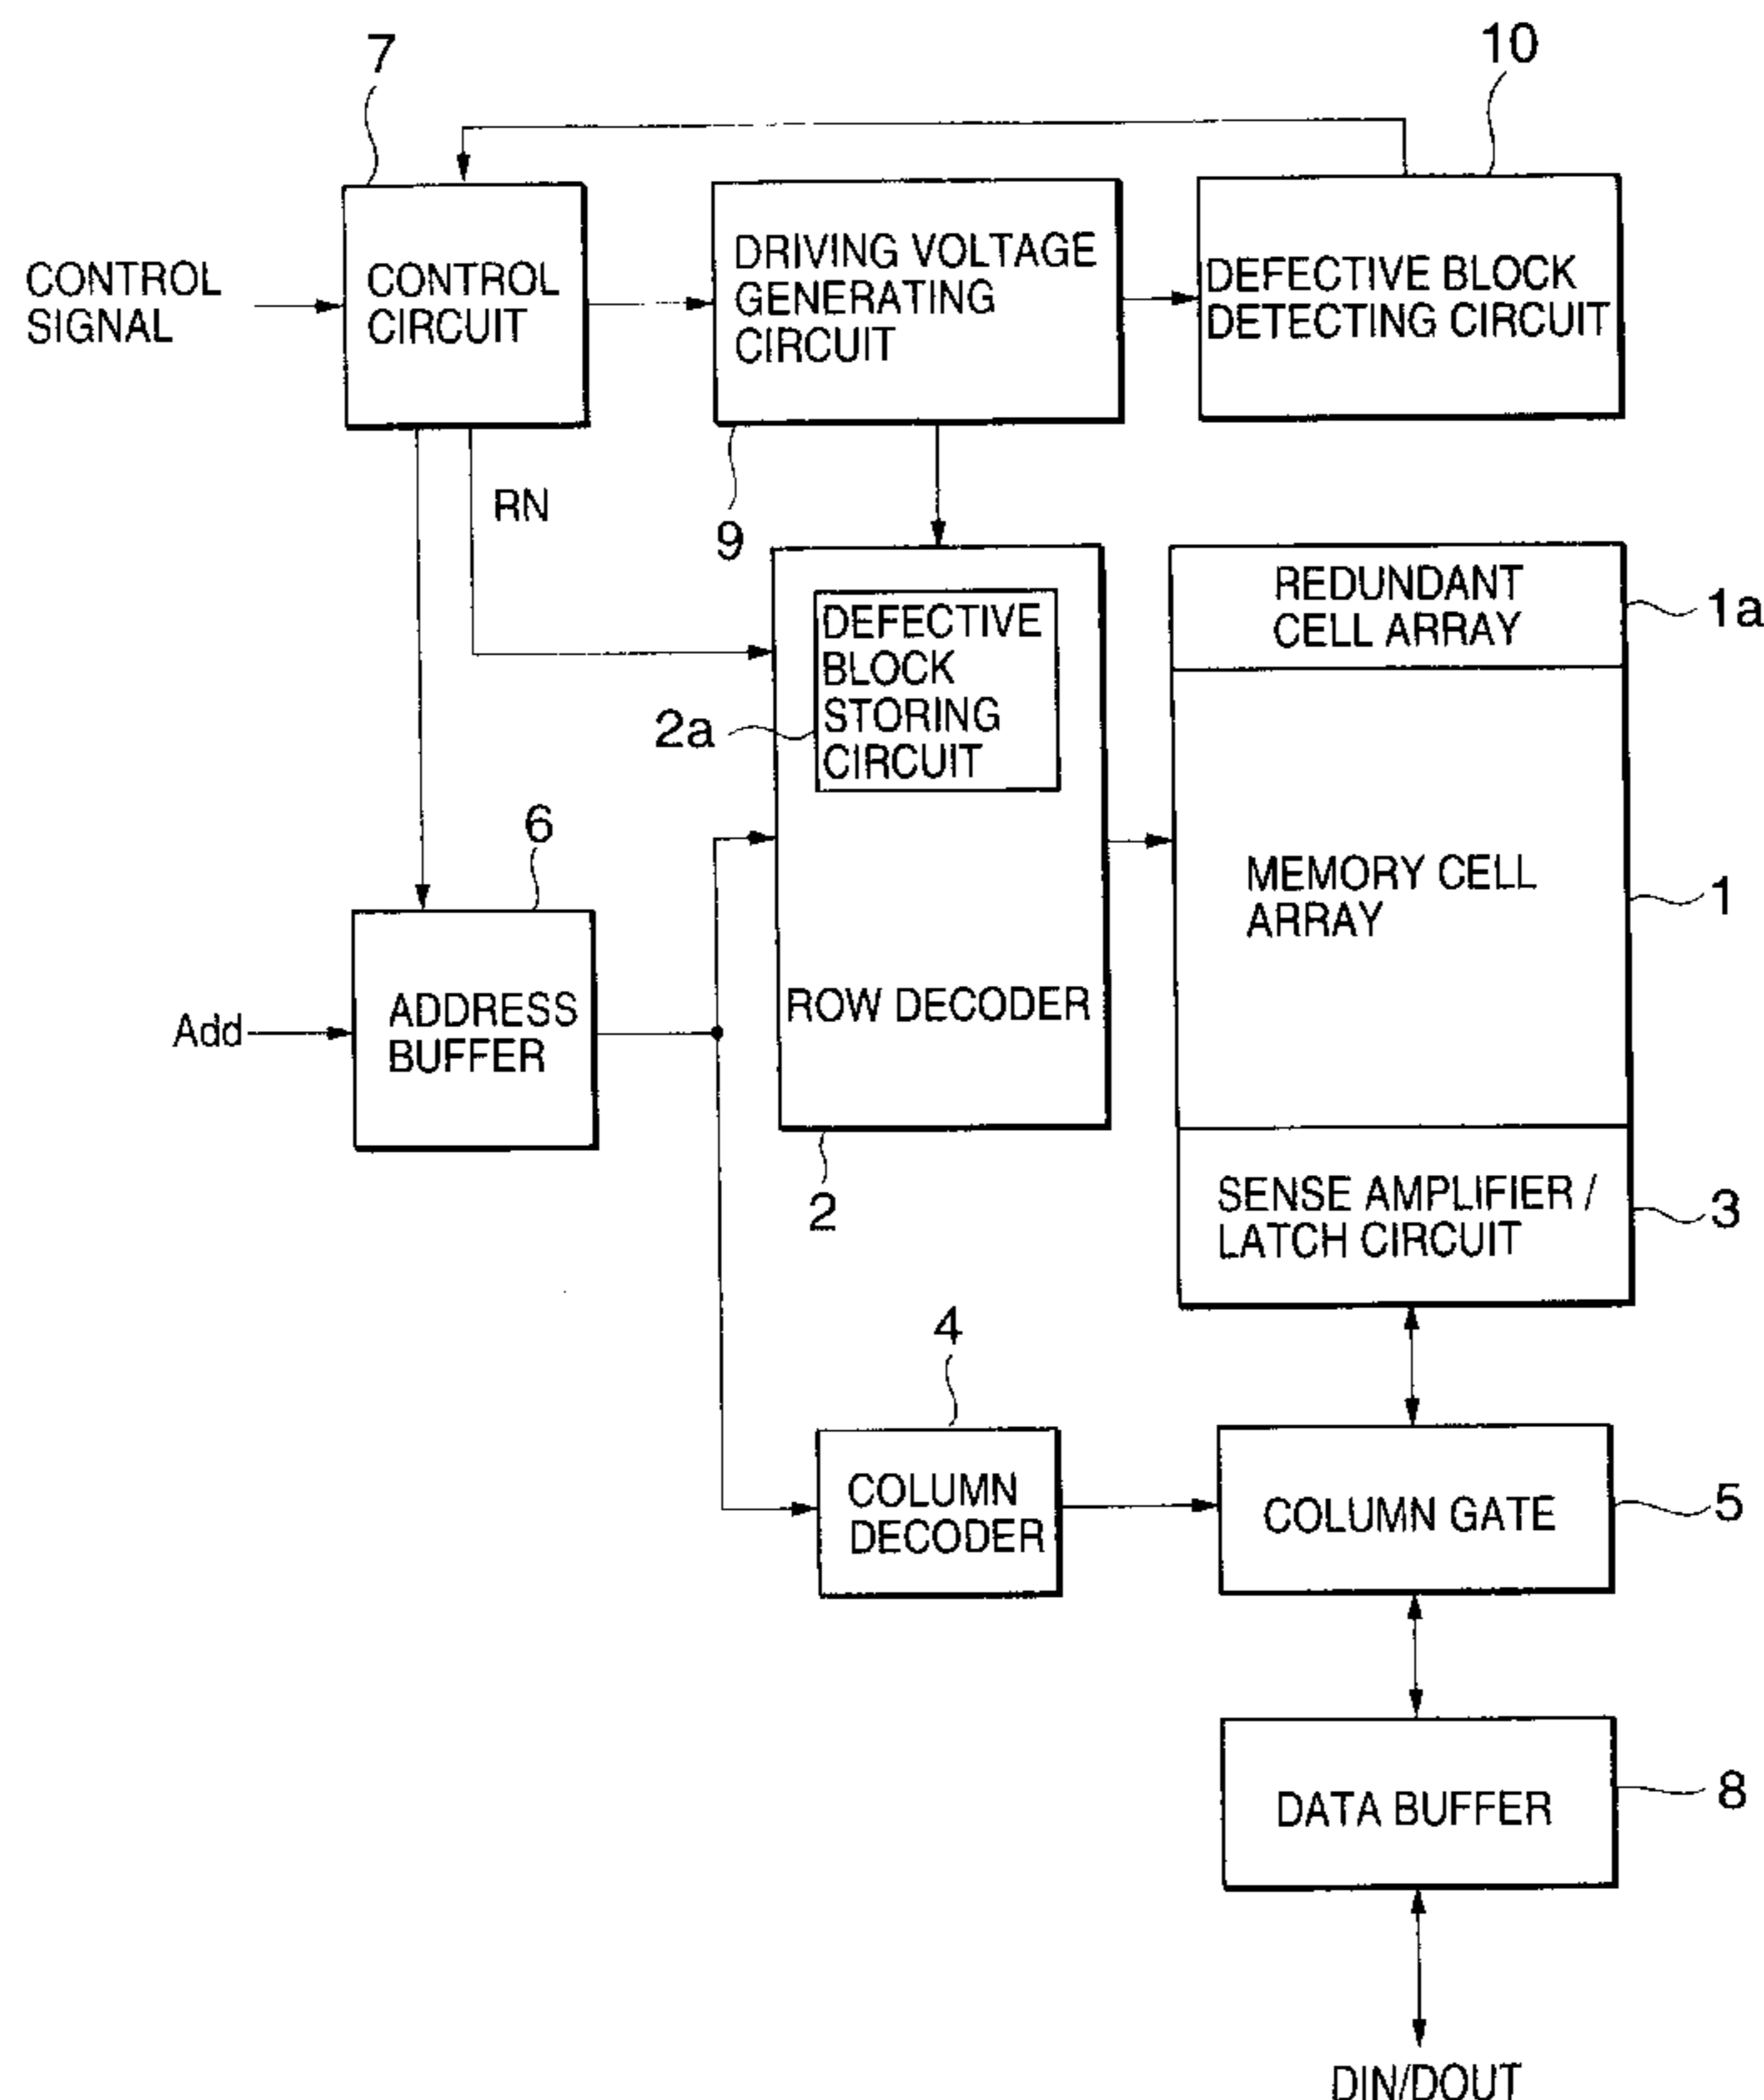 7
10
CONTROL
SIGNAL
CONTROL
CIRCUIT
DRIVING VOLTAGE
GENERATING
CIRCUIT
DEFECTIVE BLOCK
DETECTING CIRCUIT
RN
9
DEFECTIVE
BLOCK
STORING
CIRCUIT
2a
REDUNDANT
CELL ARRAY
1a
6
MEMORY CELL
ARRAY
1
Add
ADDRESS
BUFFER
ROW DECODER
2
SENSE AMPLIFIER /
LATCH CIRCUIT
3
4
COLUMN
DECODER
COLUMN GATE
5
DATA BUFFER
8
DIN/DOUT